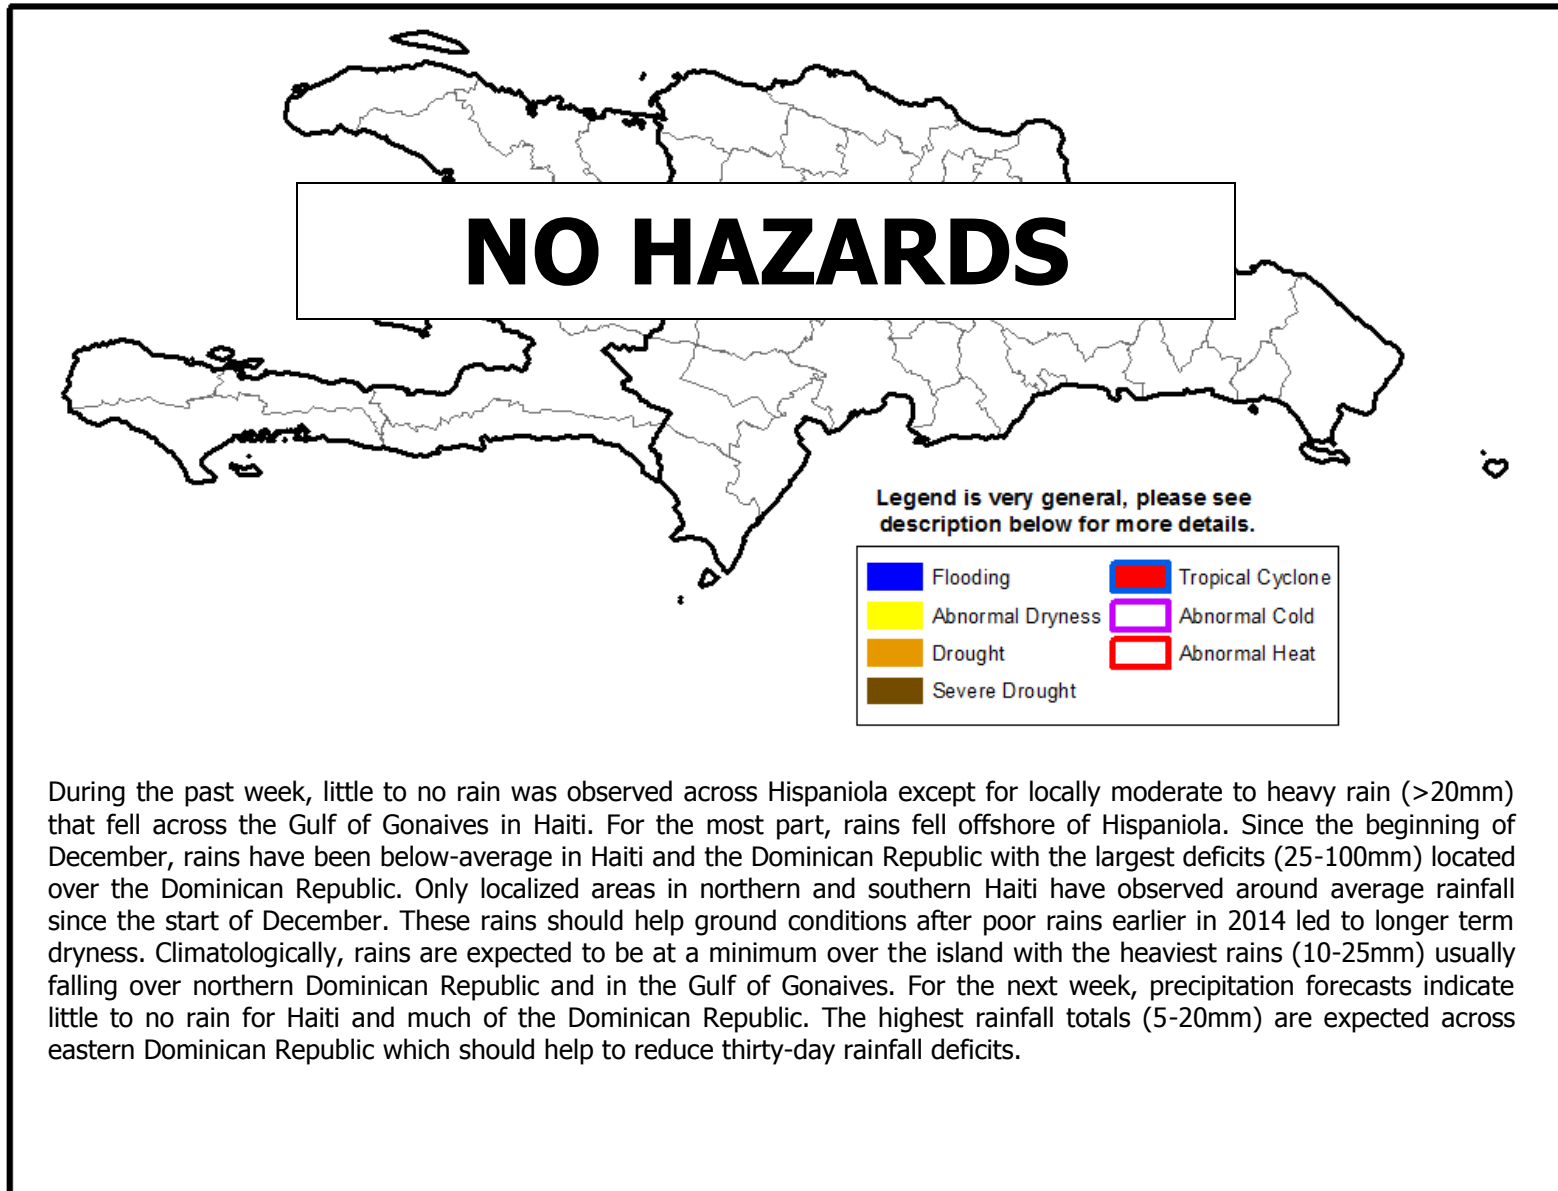 NO HAZARDS
Legend is very general, please see
description below for more details.
Flooding
Tropical Cyclone
Abnormal Dryness
Abnormal Cold
Drought
Abnormal Heat
Severe Drought
During the past week, little to no rain was observed across Hispaniola except for locally moderate to heavy rain (>20mm)
that fell across the Gulf of Gonaives in Haiti. For the most part, rains fell offshore of Hispaniola. Since the beginning of
December, rains have been below-average in Haiti and the Dominican Republic with the largest deficits (25-100mm) located
over the Dominican Republic. Only localized areas in northern and southern Haiti have observed around average rainfall
since the start of December. These rains should help ground conditions after poor rains earlier in 2014 led to longer term
dryness. Climatologically, rains are expected to be at a minimum over the island with the heaviest rains (10-25mm) usually
falling over northern Dominican Republic and in the Gulf of Gonaives. For the next week, precipitation forecasts indicate
little to no rain for Haiti and much of the Dominican Republic. The highest rainfall totals (5-20mm) are expected across
eastern Dominican Republic which should help to reduce thirty-day rainfall deficits.